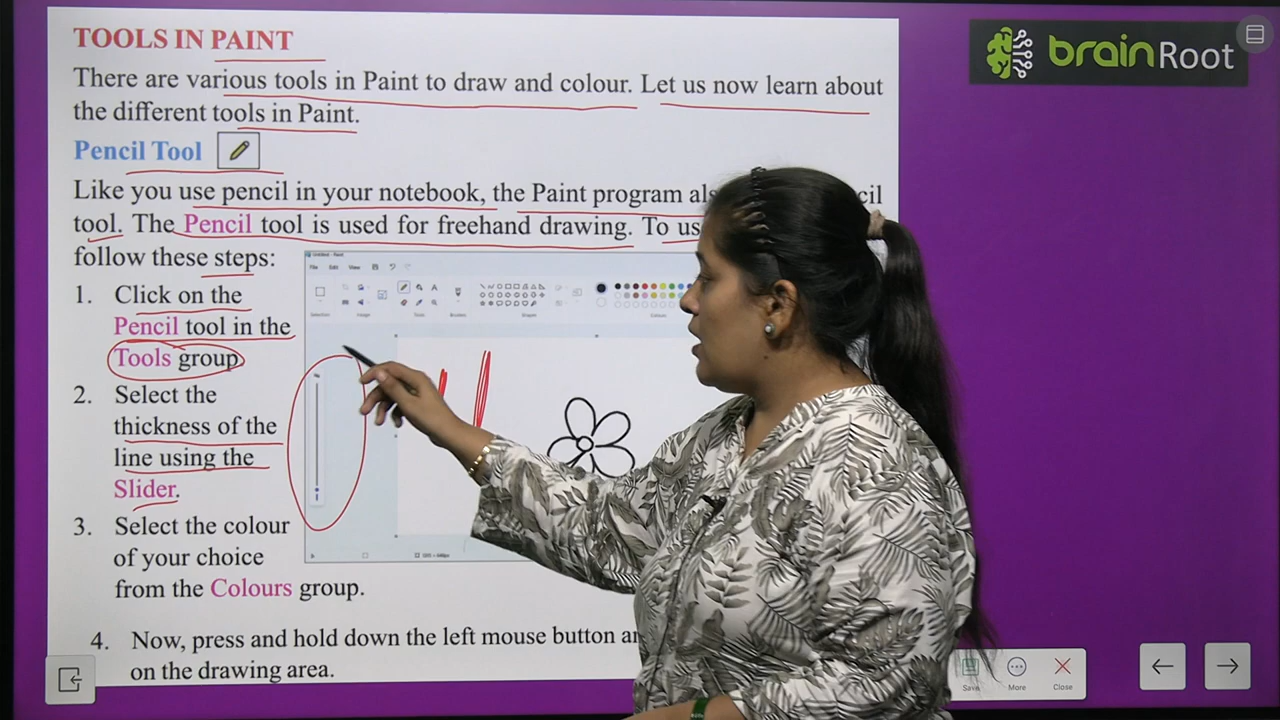 TOOLS IN PAINT
brainRoot
There are various tools in Paint to draw and colour. Let us now learn about
the different tools in Paint.
Pencil Tool
Like you use pencil in your notebook, the Paint program
tool. The Pencil tool is used for freehand drawing. To
follow these steps:
Untitled - Paint
File Edit View
1. Click on the
Pencil tool in the
Tools group
2. Select the
thickness of the
line using the
Slider.
3. Select the colour
of your choice
from the Colours group.
4. Now, press and hold down the left mouse button
on the drawing area.
Save More Close